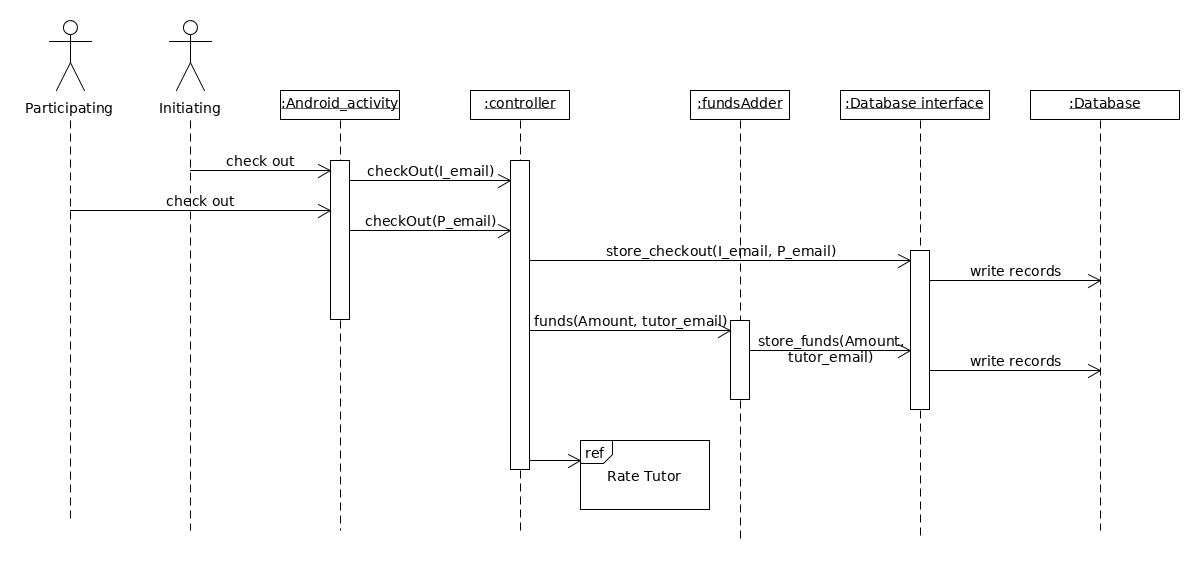 Participating
Initiating
:Android_activity
:controller
:fundsAdder
:Database interface
:Database
check out
checkOut(I_email)
check out
checkOut(P_email)
store_checkout(I_email, P_email)
write records
funds(Amount, tutor_email)
store_funds(Amount,
tutor_email)
write records
ref
Rate Tutor